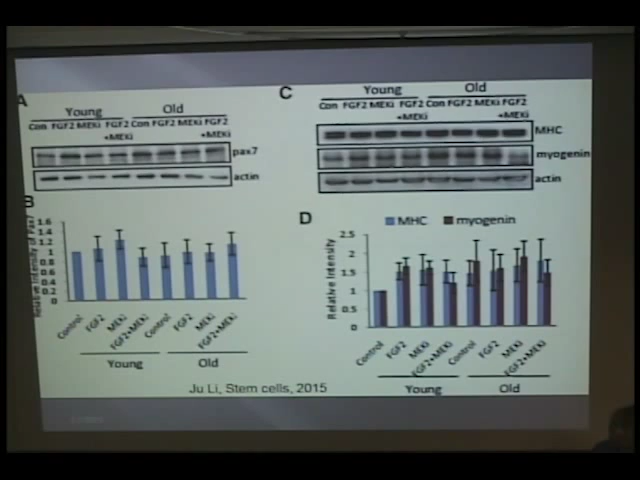 A
Young Old
Con FGF2 MEKi FGF2 +MEKi Con FGF2 MEKi FGF2 +MEKi
pax7
actin
B
Relative Intensity of Pax7
1.6
1.4
1.2
1
0.8
0.6
0.4
0.2
0
Control FGF2 MEKi FGF2+MEKi Control FGF2 MEKi FGF2+MEKi
Young Old
C
Young Old
Con FGF2 MEKi FGF2 +MEKi Con FGF2 MEKi FGF2 +MEKi
MHC
myogenin
actin
D
MHC myogenin
Relative Intensity
2.5
2
1.5
1
0.5
0
Control FGF2 MEKi FGF2+MEKi Control FGF2 MEKi FGF2+MEKi
Young Old
Ju Li, Stem cells, 2015